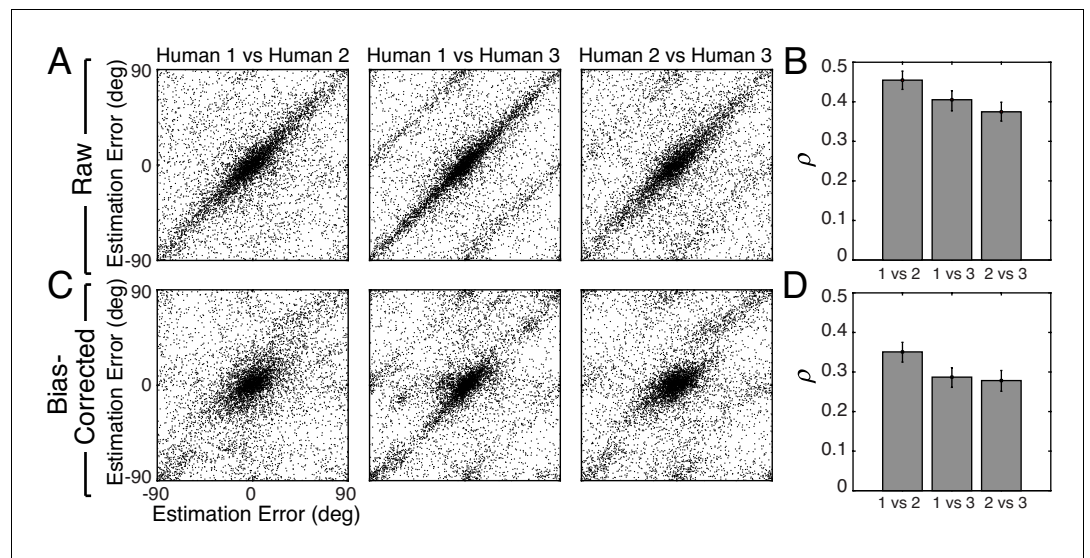 A
Human 1 vs Human 2
Human 1 vs Human 3
Human 2 vs Human 3
Raw
Estimation Error (deg)
90
0
-90
B
ρ
0.5
0.4
0.3
0.2
0.1
0
1 vs 2
1 vs 3
2 vs 3
C
Bias-
Corrected
Estimation Error (deg)
90
0
-90
-90
0
90
Estimation Error (deg)
D
ρ
0.5
0.4
0.3
0.2
0.1
0
1 vs 2
1 vs 3
2 vs 3